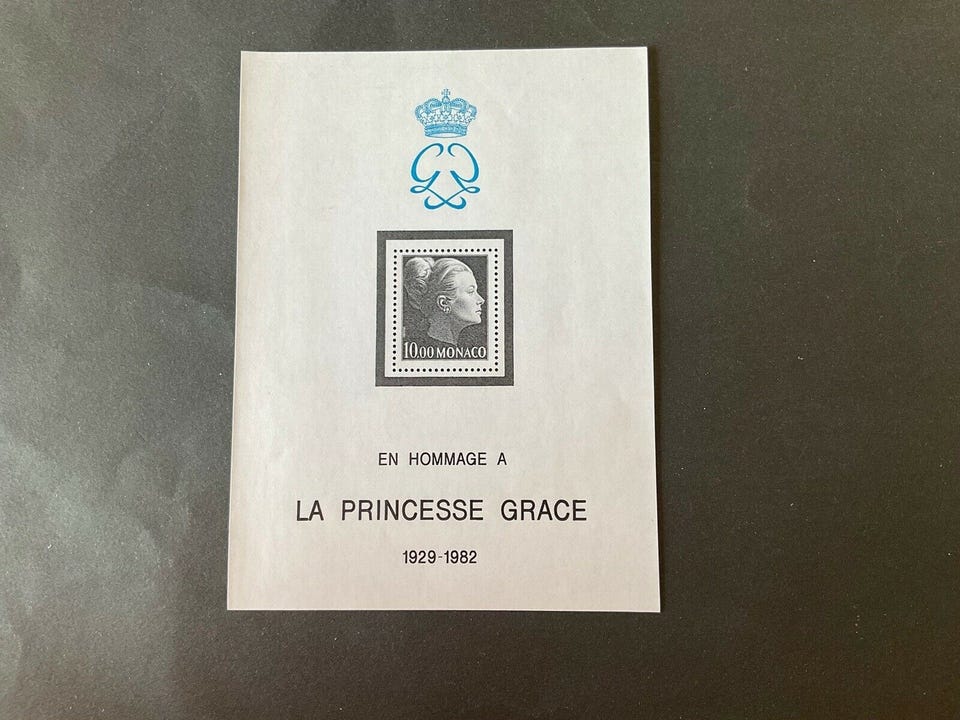 10.00 MONACO
EN HOMMAGE A
LA PRINCESSE GRACE
1929-1982